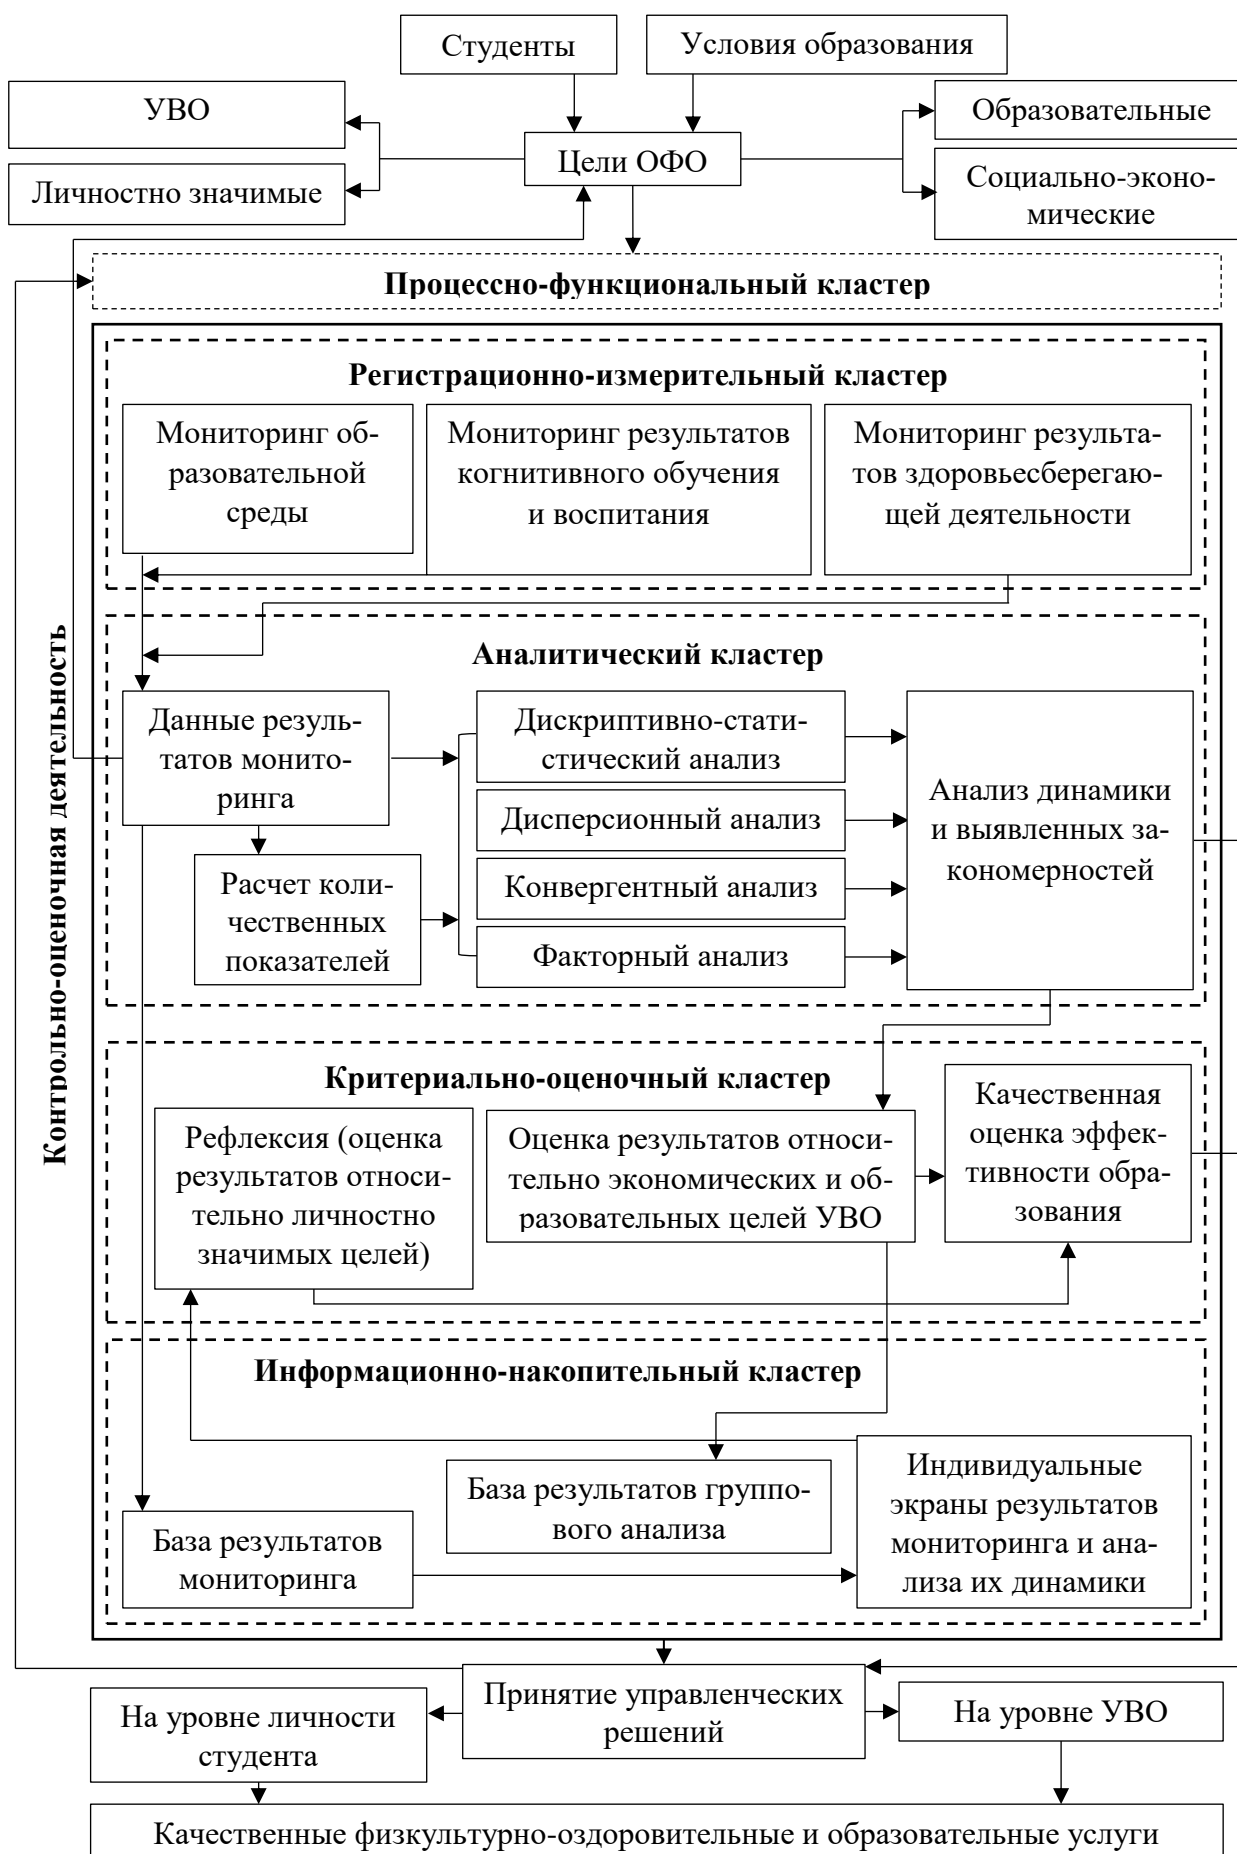 Студенты
Условия образования
УВО
Образовательные
Цели ОФО
Личностно значимые
Социально-эконо-
мические
Процессно-функциональный кластер
Контрольно-оценочная деятельность
Регистрационно-измерительный кластер
Мониторинг об-
разовательной
среды
Мониторинг результатов
когнитивного обучения
и воспитания
Мониторинг результа-
тов здоровьесберегаю-
щей деятельности
Аналитический кластер
Данные резуль-
татов монито-
ринга
Расчет коли-
чественных
показателей
Дискриптивно-стати-
стический анализ
Дисперсионный анализ
Конвергентный анализ
Факторный анализ
Анализ динамики
и выявленных за-
кономерностей
Критериально-оценочный кластер
Рефлексия (оценка
результатов относи-
тельно личностно
значимых целей)
Оценка результатов относи-
тельно экономических и об-
разовательных целей УВО
Качественная
оценка эффек-
тивности обра-
зования
Информационно-накопительный кластер
База результатов
мониторинга
База результатов группо-
вого анализа
Индивидуальные
экраны результатов
мониторинга и ана-
лиза их динамики
Принятие управленческих
решений
На уровне личности
студента
На уровне УВО
Качественные физкультурно-оздоровительные и образовательные услуги